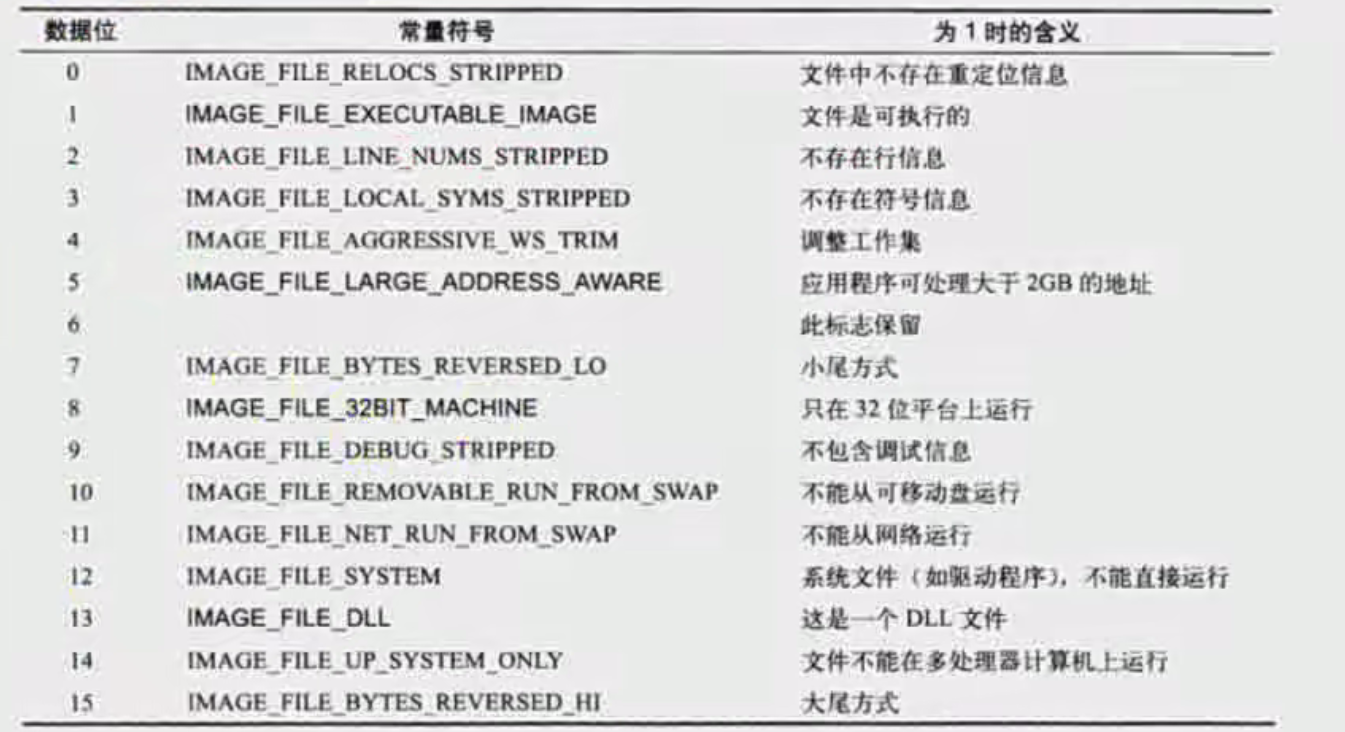 数据位 常量符号 为 1 时的含义
0 IMAGE_FILE_RELOCS_STRIPPED 文件中不存在重定位信息
1 IMAGE_FILE_EXECUTABLE_IMAGE 文件是可执行的
2 IMAGE_FILE_LINE_NUMS_STRIPPED 不存在行信息
3 IMAGE_FILE_LOCAL_SYMS_STRIPPED 不存在符号信息
4 IMAGE_FILE_AGGRESSIVE_WS_TRIM 调整工作集
5 IMAGE_FILE_LARGE_ADDRESS_AWARE 应用程序可处理大于 2GB 的地址
6 此标志保留
7 IMAGE_FILE_BYTES_REVERSED_LO 小尾方式
8 IMAGE_FILE_32BIT_MACHINE 只在 32 位平台上运行
9 IMAGE_FILE_DEBUG_STRIPPED 不包含调试信息
10 IMAGE_FILE_REMOVABLE_RUN_FROM_SWAP 不能从可移动盘运行
11 IMAGE_FILE_NET_RUN_FROM_SWAP 不能从网络运行
12 IMAGE_FILE_SYSTEM 系统文件（如驱动程序），不能直接运行
13 IMAGE_FILE_DLL 这是一个 DLL 文件
14 IMAGE_FILE_UP_SYSTEM_ONLY 文件不能在多处理器计算机上运行
15 IMAGE_FILE_BYTES_REVERSED_HI 大尾方式